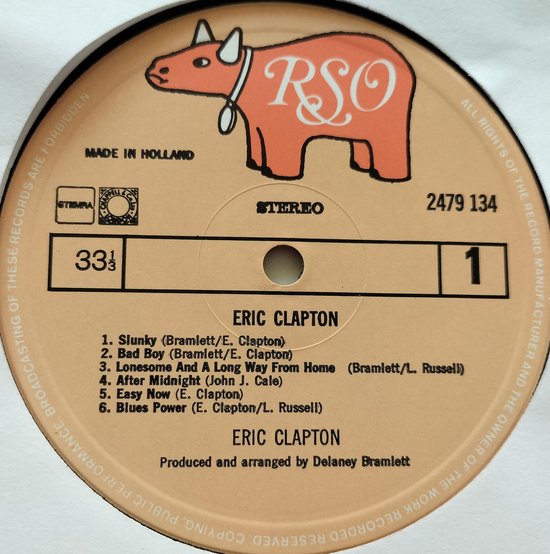 RSO
MADE IN HOLLAND
STEMRA
STEREO
2479 134
33 1/3
1
ERIC CLAPTON
1. Slunky (Bramlett/E. Clapton)
2. Bad Boy (Bramlett/E. Clapton)
3. Lonesome And A Long Way From Home (Bramlett/L. Russell)
4. After Midnight (John J. Cale)
5. Easy Now (E. Clapton)
6. Blues Power (E. Clapton/L. Russell)
ERIC CLAPTON
Produced and arranged by Delaney Bramlett
ALL RIGHTS OF THE RECORD MANUFACTURER AND THE OWNER OF THE WORK RECORDED RESERVED. COPYING, PUBLIC PERFORMANCE, BROADCASTING OF THESE RECORDS ARE FORBIDDEN